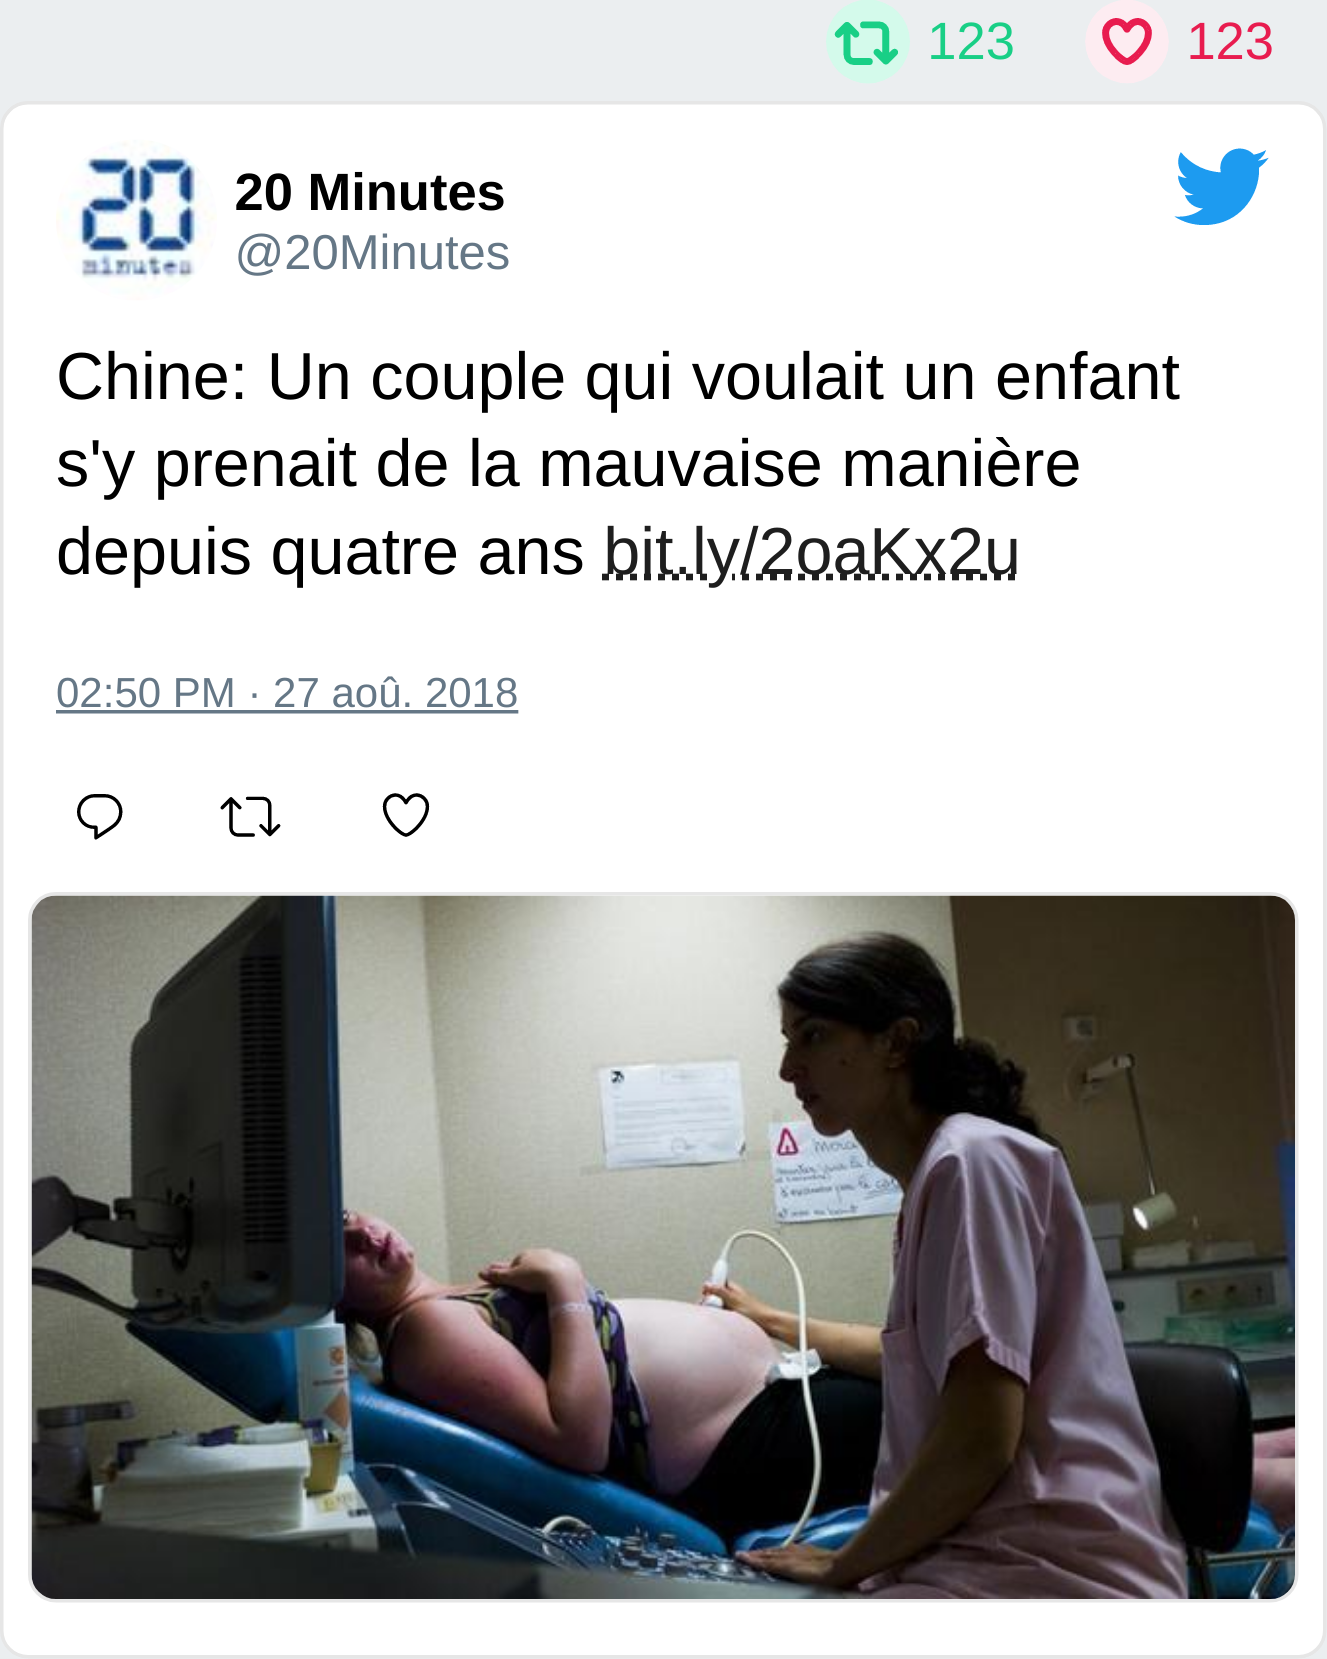 123 123
20 minutes
20 Minutes
@20Minutes
Chine: Un couple qui voulait un enfant
s'y prenait de la mauvaise manière
depuis quatre ans bit.ly/2oaKx2u
02:50 PM · 27 aoû. 2018